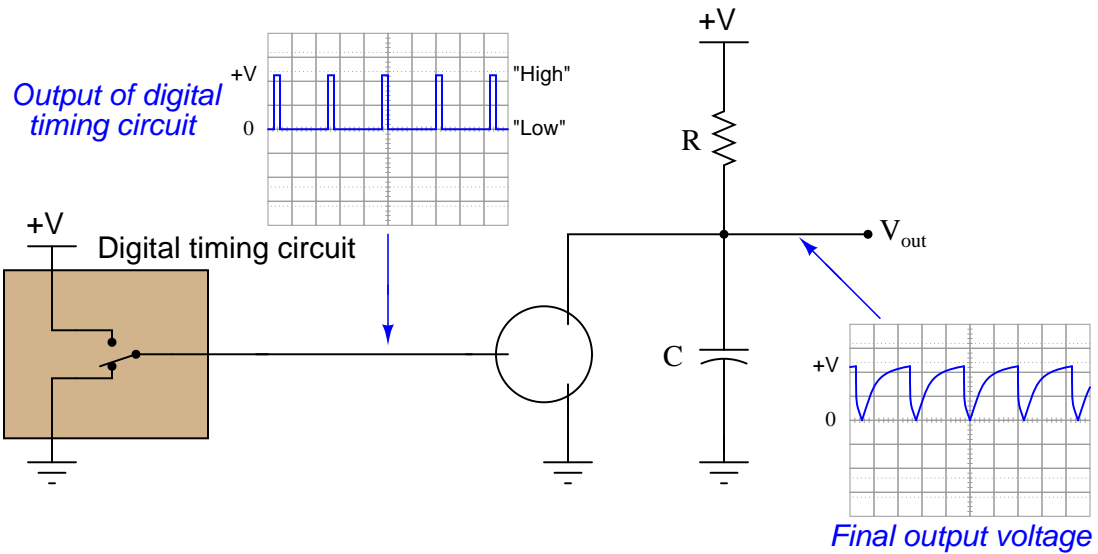 +V
+V
"High"
Output of digital
timing circuit
0
"Low"
R
+V
Digital timing circuit
Vout
C
+V
0
Final output voltage